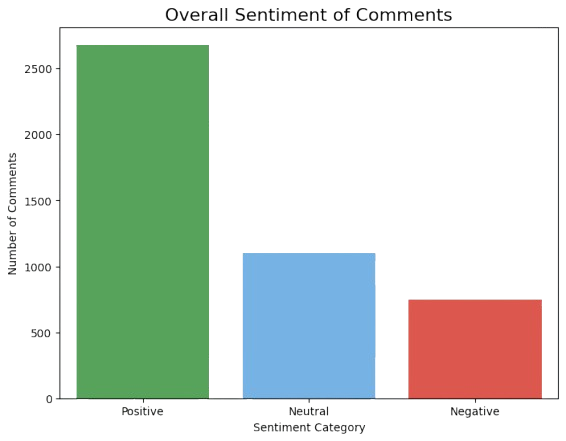 Overall Sentiment of Comments
Number of Comments
2500
2000
1500
1000
500
0
Positive Neutral Negative
Sentiment Category